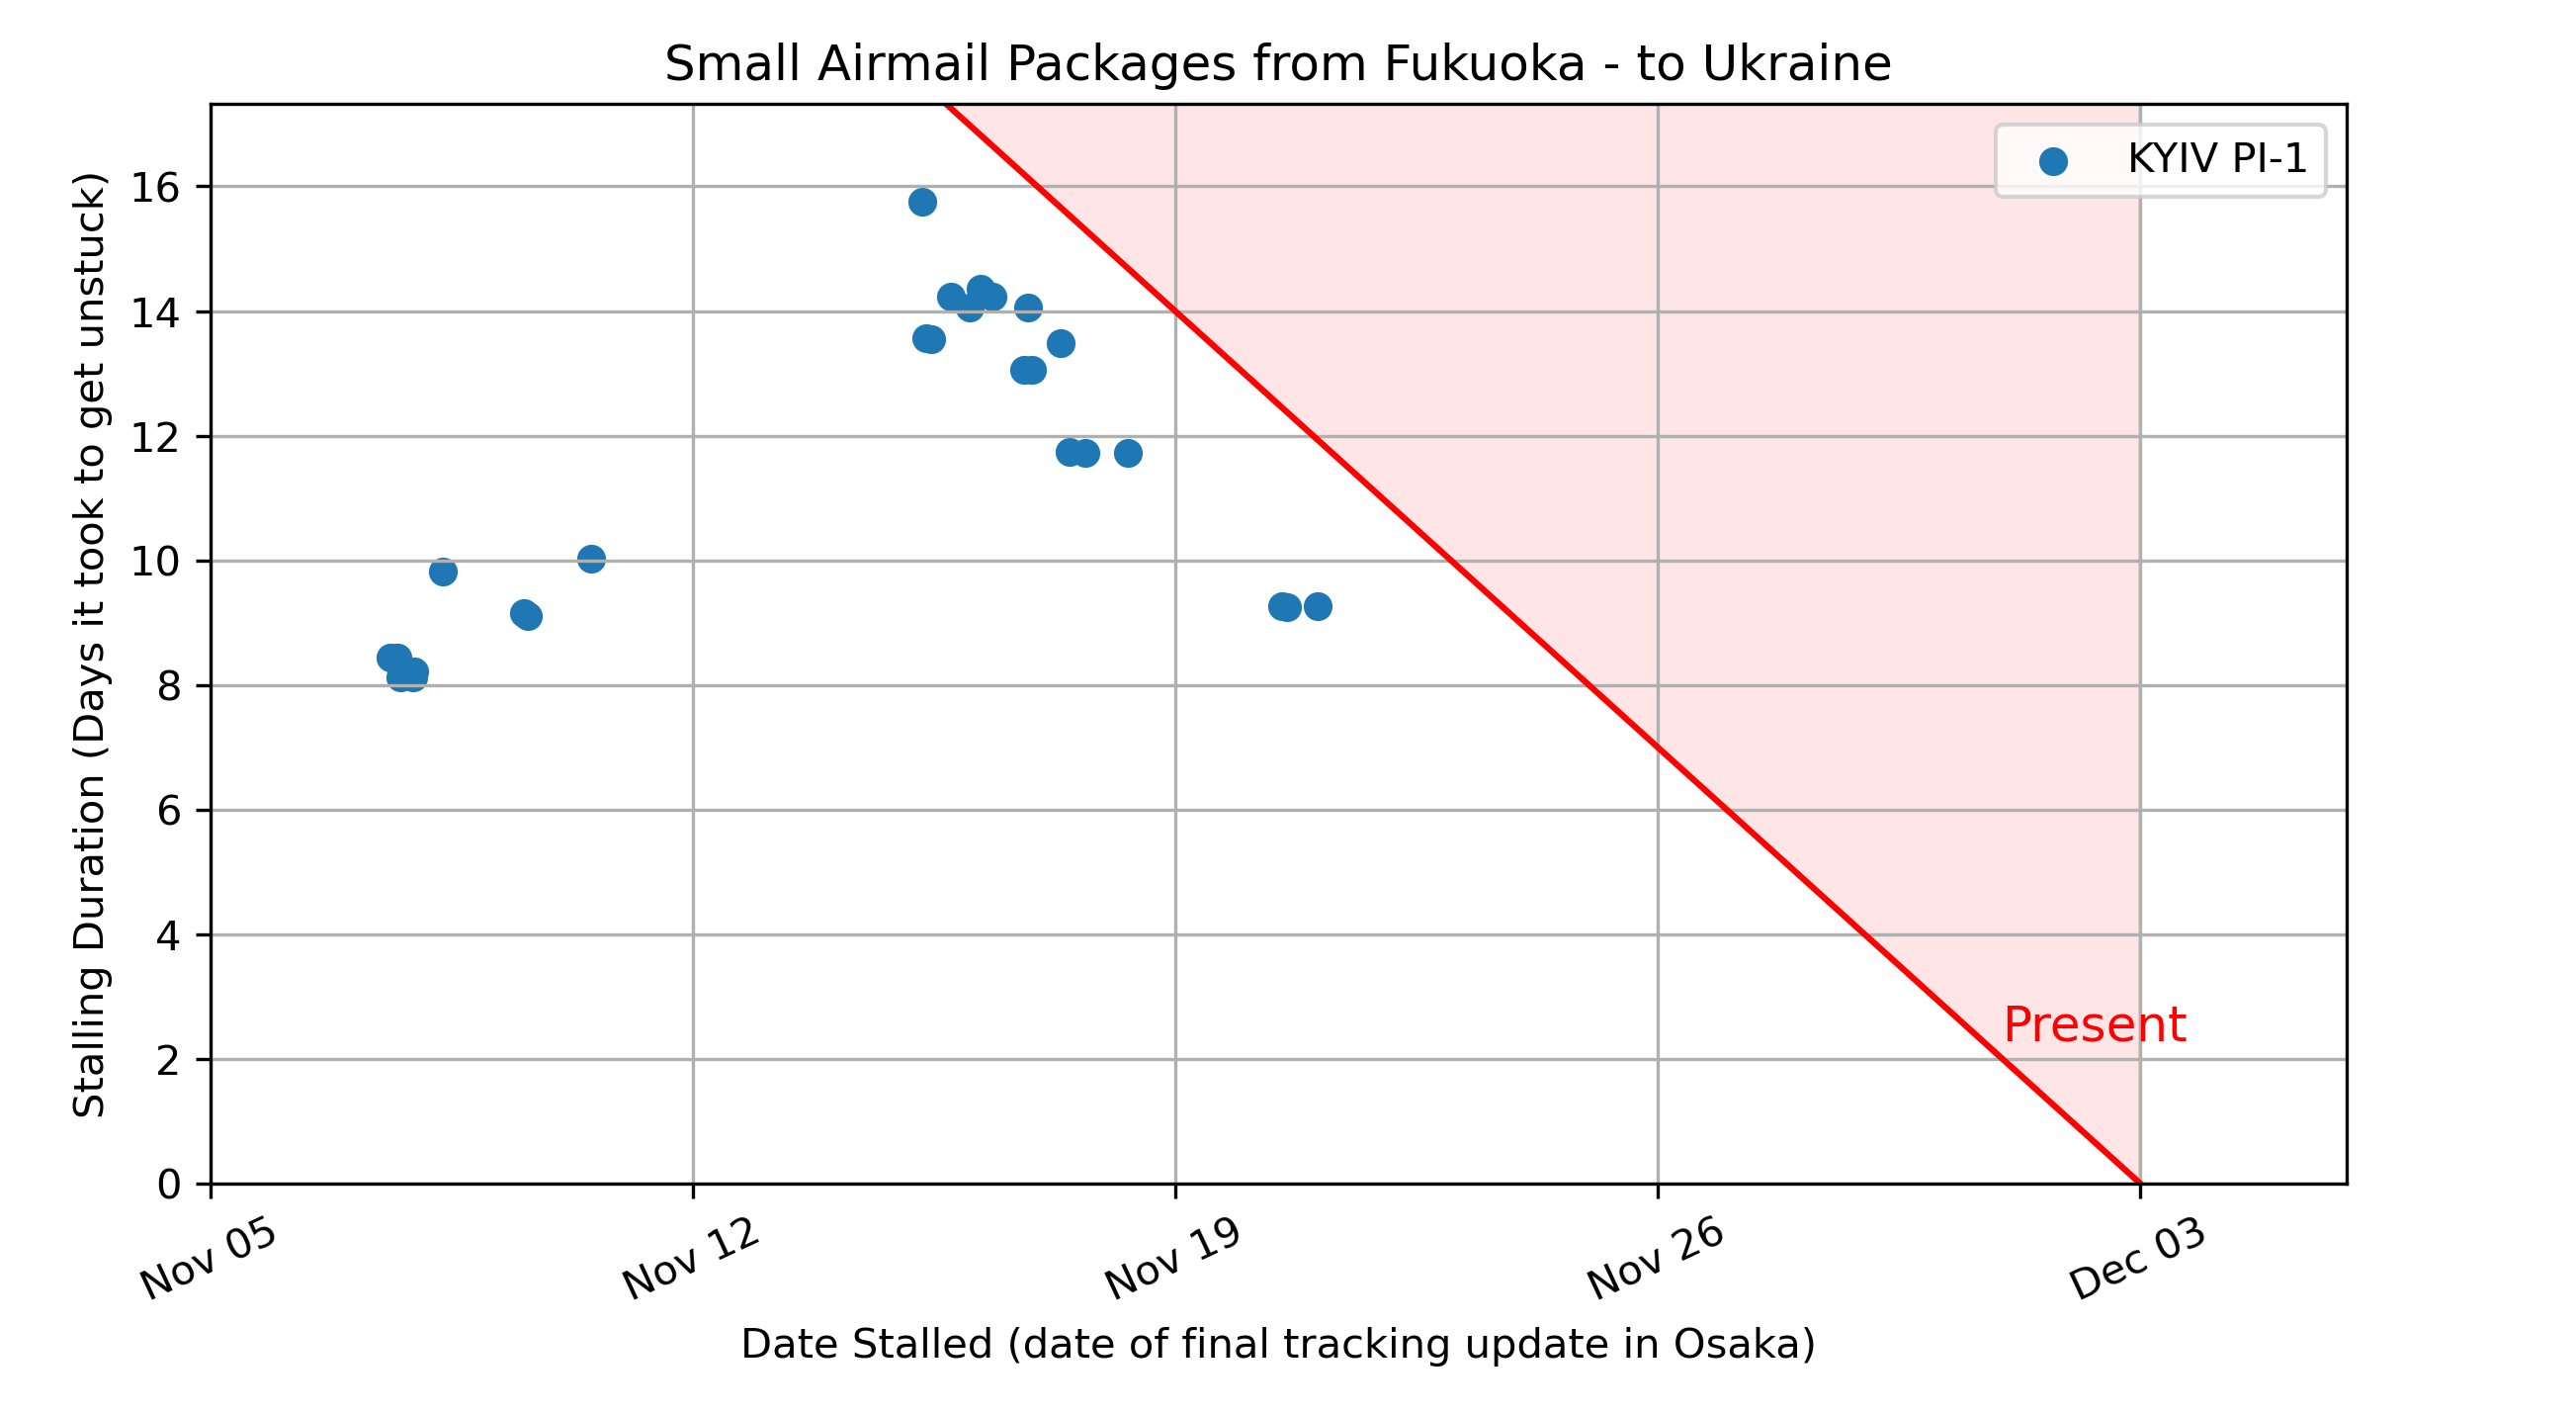 Small Airmail Packages from Fukuoka - to Ukraine
KYIV PI-1
Stalling Duration (Days it took to get unstuck)
16
14
12
10
8
6
4
2
0
Present
Nov 05
Nov 12
Nov 19
Nov 26
Dec 03
Date Stalled (date of final tracking update in Osaka)